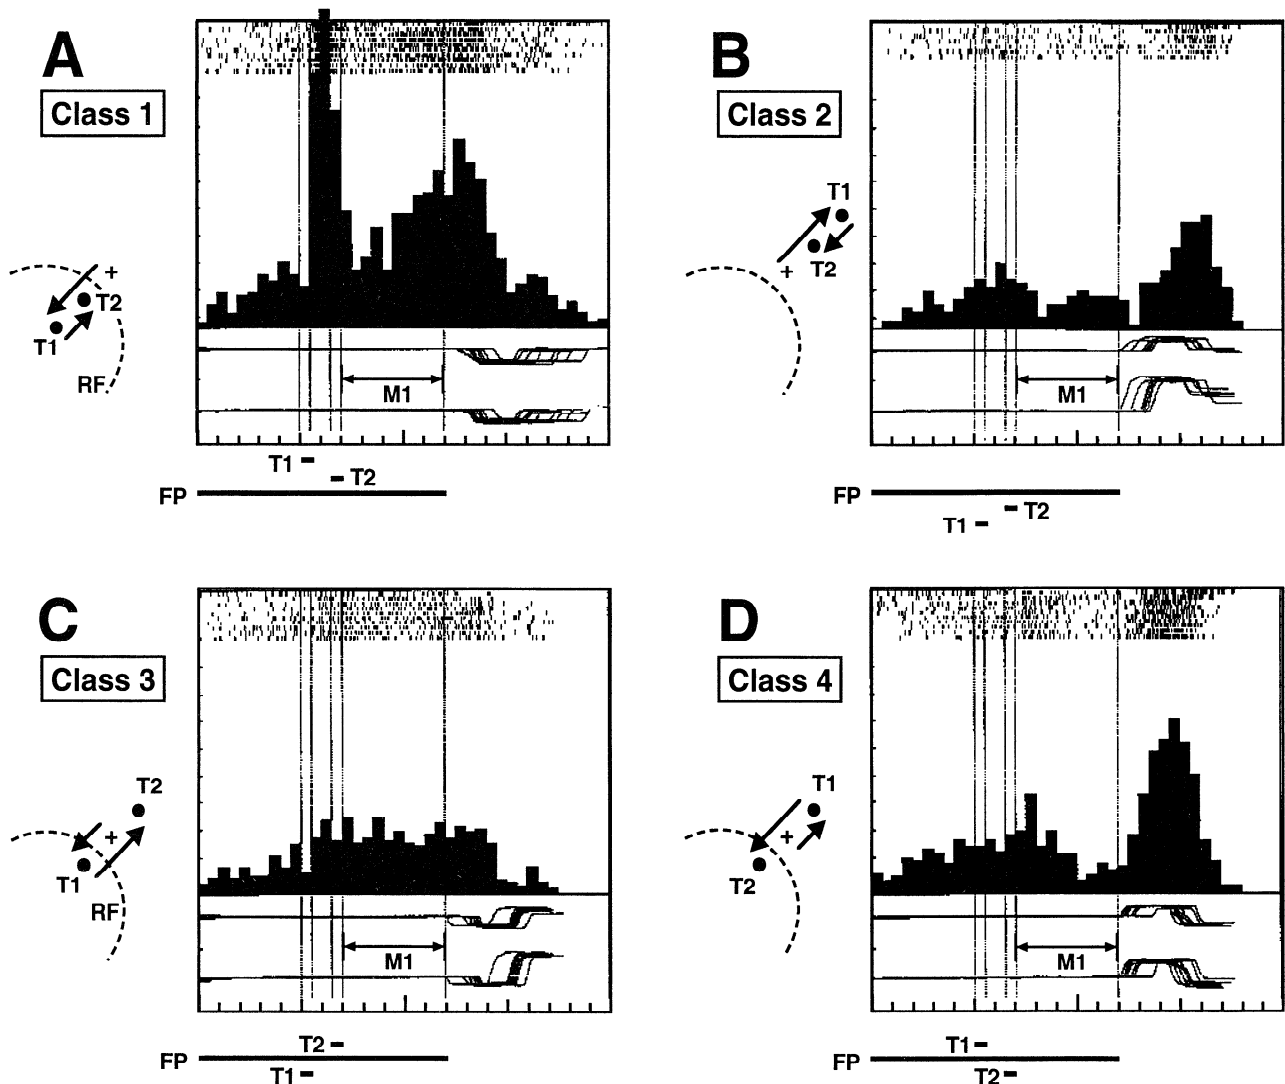 A
Class 1
+
T2
T1
RF
M1
T1
T2
FP
B
Class 2
T1
+
T2
M1
FP
T2
T1
C
Class 3
T2
+
T1
RF
M1
T2
FP
T1
D
Class 4
T1
+
T2
M1
T1
FP
T2